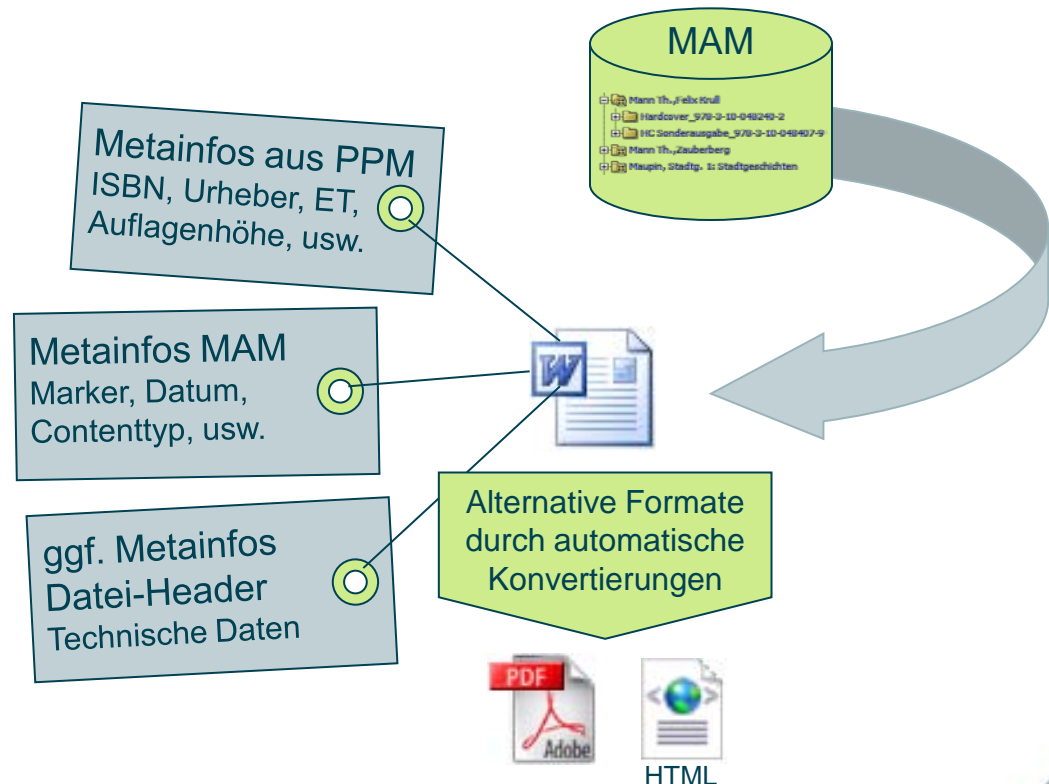 MAM
Mann Th.,Felix Krull
Hardcover_978-3-10-048240-2
HC Sonderausgabe_978-3-10-048407-9
Mann Th.,Zauberberg
Maupin, Stadtg. 1: Stadtgeschichten
Metainfos aus PPM
ISBN, Urheber, ET,
Auflagenhöhe, usw.
Metainfos MAM
Marker, Datum,
Contenttyp, usw.
W
ggf. Metainfos
Datei-Header
Technische Daten
Alternative Formate
durch automatische
Konvertierungen
PDF
Adobe
HTML